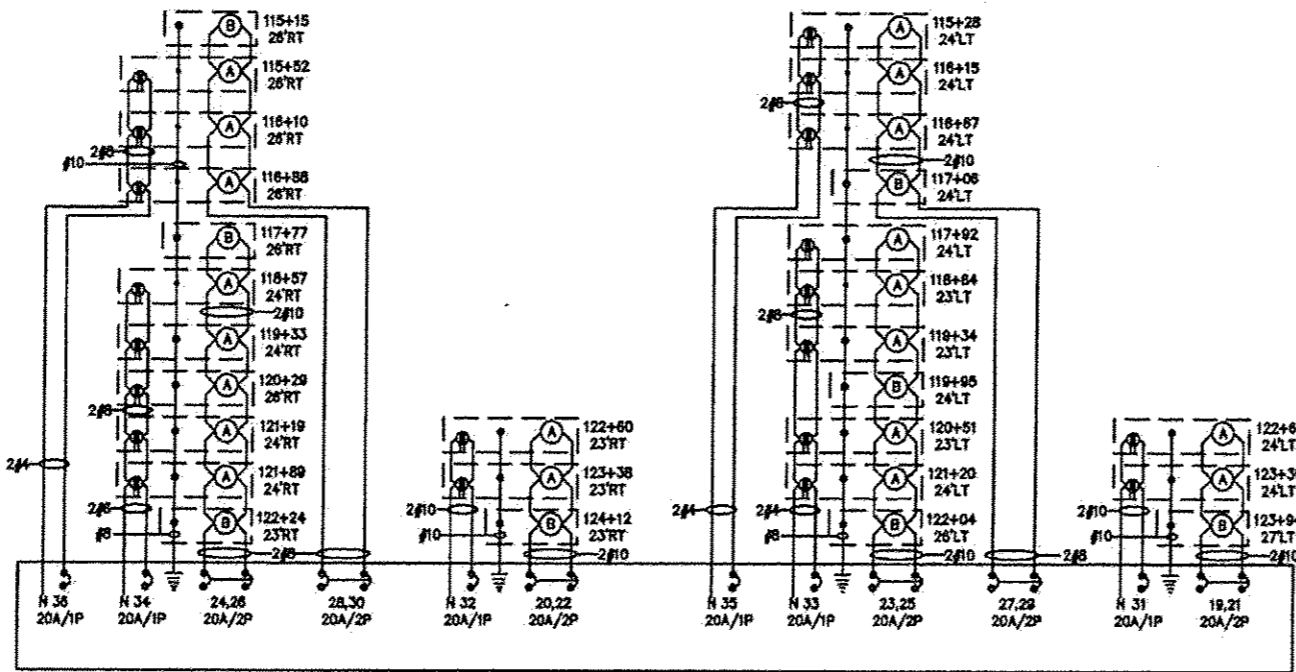 B
115+15
26'RT
A
115+52
26'RT
A
116+10
26'RT
2#8
#10
A
116+88
26'RT
B
117+77
26'RT
A
118+57
24'RT
2#10
A
119+33
24'RT
A
120+29
26'RT
2#8
A
121+19
24'RT
2#4
A
121+89
24'RT
2#6
B
122+24
23'RT
#8
2#8
A
122+60
23'RT
A
123+38
23'RT
2#10
B
124+12
23'RT
#10
2#10
A
115+28
24'LT
A
116+15
24'LT
2#8
A
116+67
24'LT
2#10
B
117+06
24'LT
A
117+92
24'LT
A
118+64
23'LT
2#8
A
119+34
23'LT
B
119+95
24'LT
A
120+51
23'LT
A
121+20
24'LT
2#4
2#4
B
122+04
26'LT
#8
2#10
2#8
A
122+6
24'LT
A
123+3
24'LT
2#10
B
123+9
27'LT
#10
2#10
N 36
20A/1P
N 34
20A/1P
24,26
20A/2P
28,30
20A/2P
N 32
20A/1P
20,22
20A/2P
N 35
20A/1P
N 33
20A/1P
23,25
20A/2P
27,29
20A/2P
N 31
20A/1P
19,21
20A/2P